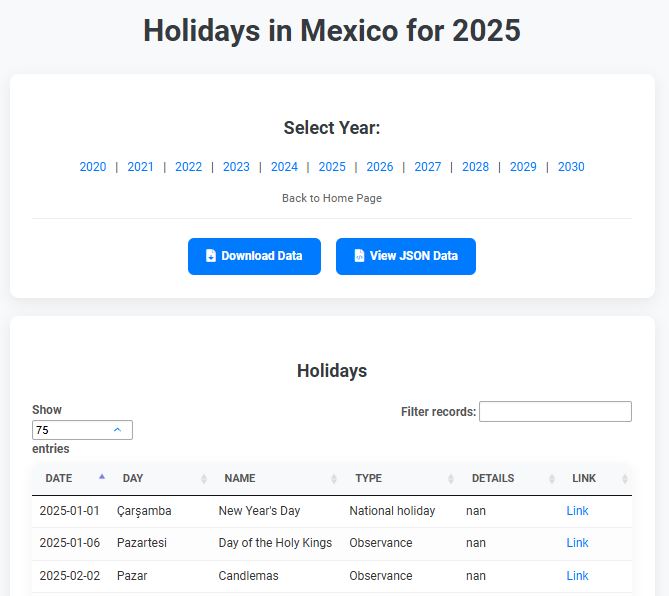 Holidays in Mexico for 2025
Select Year:
2020 | 2021 | 2022 | 2023 | 2024 | 2025 | 2026 | 2027 | 2028 | 2029 | 2030
Back to Home Page
Download Data View JSON Data
Holidays
Show
75
entries
Filter records:
DATE DAY NAME TYPE DETAILS LINK
2025-01-01 Çarşamba New Year's Day National holiday nan Link
2025-01-06 Pazartesi Day of the Holy Kings Observance nan Link
2025-02-02 Pazar Candlemas Observance nan Link